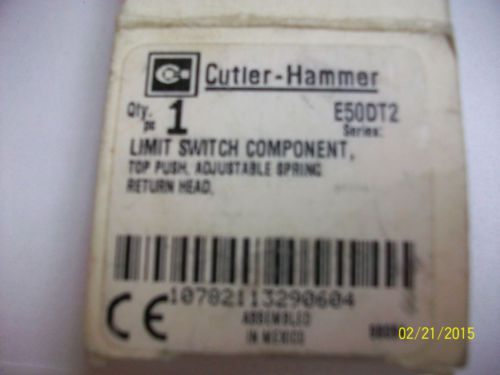 Cutler-Hammer
Qty. 1 E50DT2
pc Series:
LIMIT SWITCH COMPONENT,
TOP PUSH, ADJUSTABLE SPRING
RETURN HEAD,
10782113290604
CE ASSEMBLED
IN MEXICO
02/21/2015